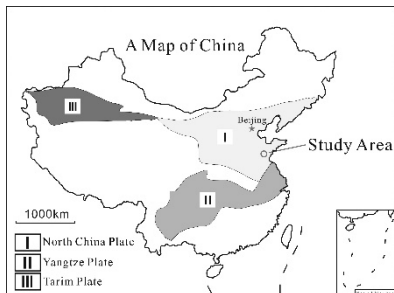 A Map of China
III
Beijing
I
Study Area
II
1000km
I North China Plate
II Yangtze Plate
III Tarim Plate